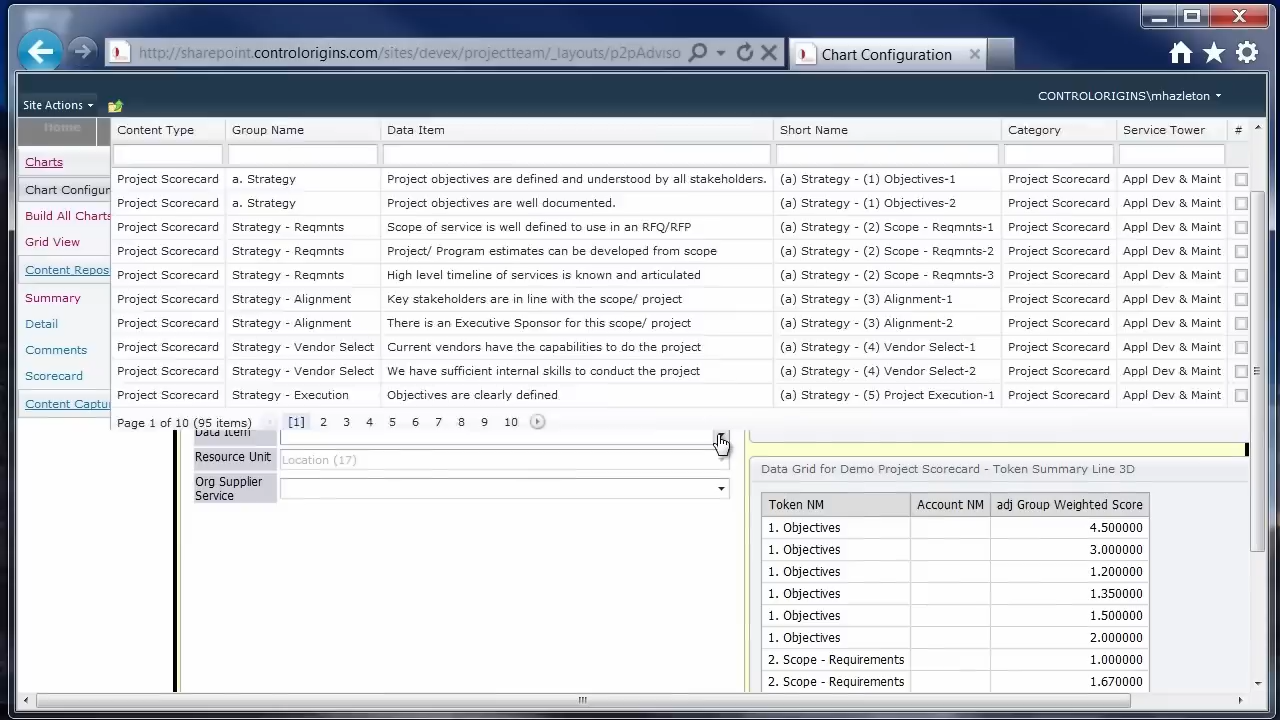 http://sharepoint.controlorigins.com/sites/devex/projectteam/_layouts/p2pAdviso
Chart Configuration
Site Actions
CONTROLORIGINS\mhazleton
Home
Charts
Chart Configur
Build All Charts
Grid View
Content Repos
Summary
Detail
Comments
Scorecard
Content Captu
Content Type Group Name Data Item Short Name Category Service Tower #
Project Scorecard a. Strategy Project objectives are defined and understood by all stakeholders. (a) Strategy - (1) Objectives-1 Project Scorecard Appl Dev & Maint
Project Scorecard a. Strategy Project objectives are well documented. (a) Strategy - (1) Objectives-2 Project Scorecard Appl Dev & Maint
Project Scorecard Strategy - Reqmnts Scope of service is well defined to use in an RFQ/RFP (a) Strategy - (2) Scope - Reqmnts-1 Project Scorecard Appl Dev & Maint
Project Scorecard Strategy - Reqmnts Project/ Program estimates can be developed from scope (a) Strategy - (2) Scope - Reqmnts-2 Project Scorecard Appl Dev & Maint
Project Scorecard Strategy - Reqmnts High level timeline of services is known and articulated (a) Strategy - (2) Scope - Reqmnts-3 Project Scorecard Appl Dev & Maint
Project Scorecard Strategy - Alignment Key stakeholders are in line with the scope/ project (a) Strategy - (3) Alignment-1 Project Scorecard Appl Dev & Maint
Project Scorecard Strategy - Alignment There is an Executive Sponsor for this scope/ project (a) Strategy - (3) Alignment-2 Project Scorecard Appl Dev & Maint
Project Scorecard Strategy - Vendor Select Current vendors have the capabilities to do the project (a) Strategy - (4) Vendor Select-1 Project Scorecard Appl Dev & Maint
Project Scorecard Strategy - Vendor Select We have sufficient internal skills to conduct the project (a) Strategy - (4) Vendor Select-2 Project Scorecard Appl Dev & Maint
Project Scorecard Strategy - Execution Objectives are clearly defined (a) Strategy - (5) Project Execution-1 Project Scorecard Appl Dev & Maint
Page 1 of 10 (95 items) [1] 2 3 4 5 6 7 8 9 10
Data Item
Resource Unit Location (17)
Org Supplier
Service
Data Grid for Demo Project Scorecard - Token Summary Line 3D
Token NM Account NM adj Group Weighted Score
1. Objectives 4.500000
1. Objectives 3.000000
1. Objectives 1.200000
1. Objectives 1.350000
1. Objectives 1.500000
1. Objectives 2.000000
2. Scope - Requirements 1.000000
2. Scope - Requirements 1.670000